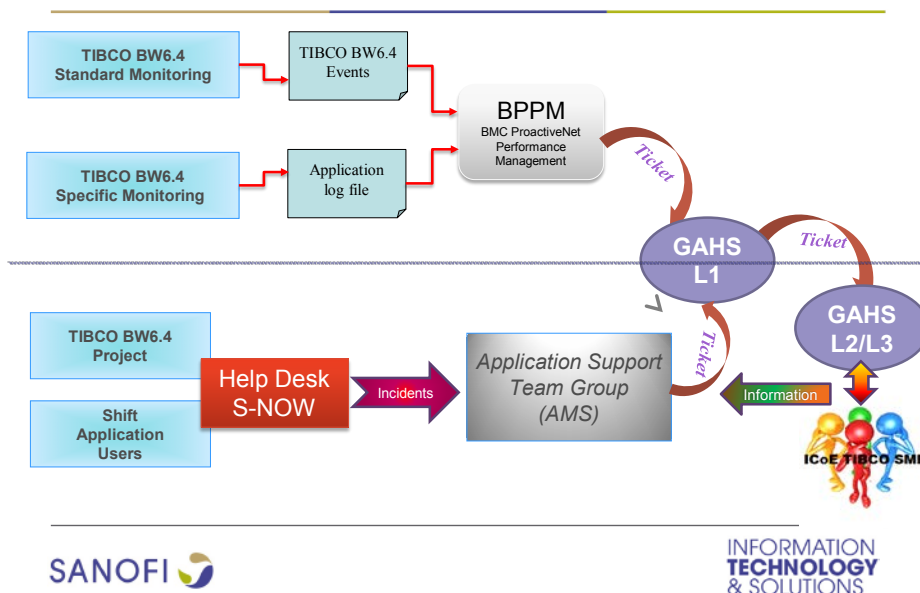 TIBCO BW6.4
Standard Monitoring
TIBCO BW6.4
Events
BPPM
BMC ProactiveNet
Performance
Management
Ticket
TIBCO BW6.4
Specific Monitoring
Application
log file
GAHS
L1
Ticket
GAHS
L2/L3
TIBCO BW6.4
Project
Shift
Application
Users
Help Desk
S-NOW
Incidents
Application Support
Team Group
(AMS)
Ticket
Information
ICoE TIBCO SME
SANOFI
INFORMATION
TECHNOLOGY
& SOLUTIONS